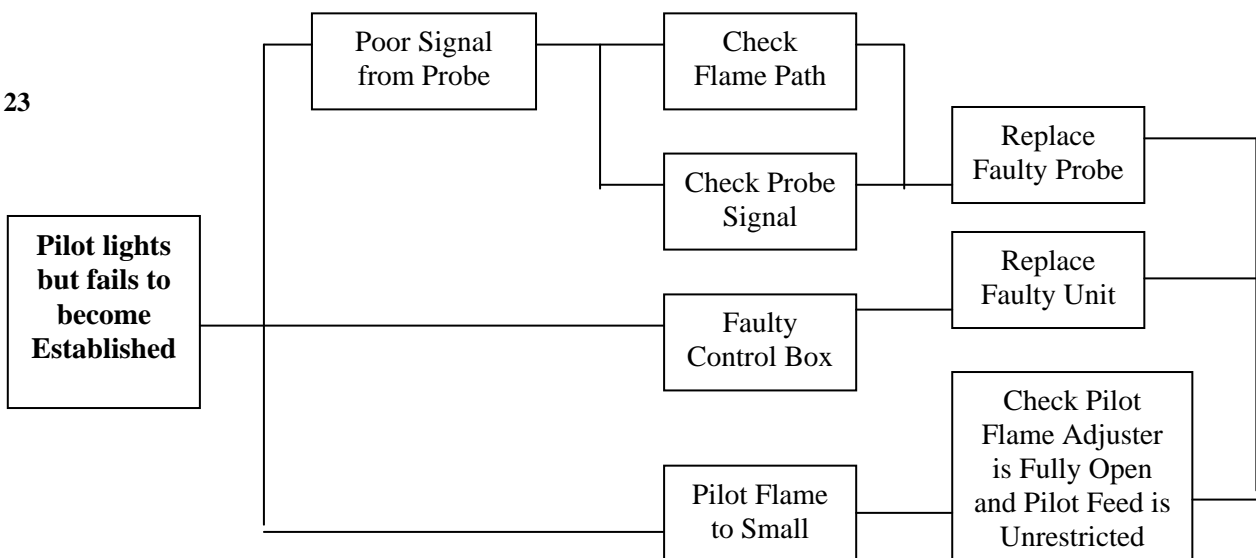 Poor Signal
from Probe
Check
Flame Path
23
Replace
Faulty Probe
Check Probe
Signal
Pilot lights
but fails to
become
Established
Replace
Faulty Unit
Faulty
Control Box
Check Pilot
Flame Adjuster
is Fully Open
and Pilot Feed is
Unrestricted
Pilot Flame
to Small